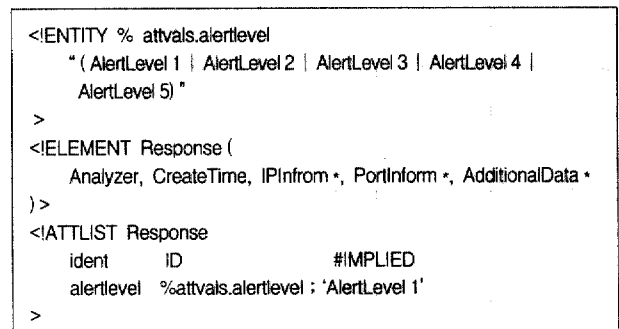 <!ENTITY % attvals.alertlevel
"( AlertLevel 1 | AlertLevel 2 | AlertLevel 3 | AlertLevel 4 |
AlertLevel 5) "
>
<!ELEMENT Response (
Analyzer, CreateTime, IPInfrom *, PortInform *, AdditionalData *
) >
<!ATTLIST Response
ident ID #IMPLIED
alertlevel %attvals.alertlevel ; 'AlertLevel 1'
>